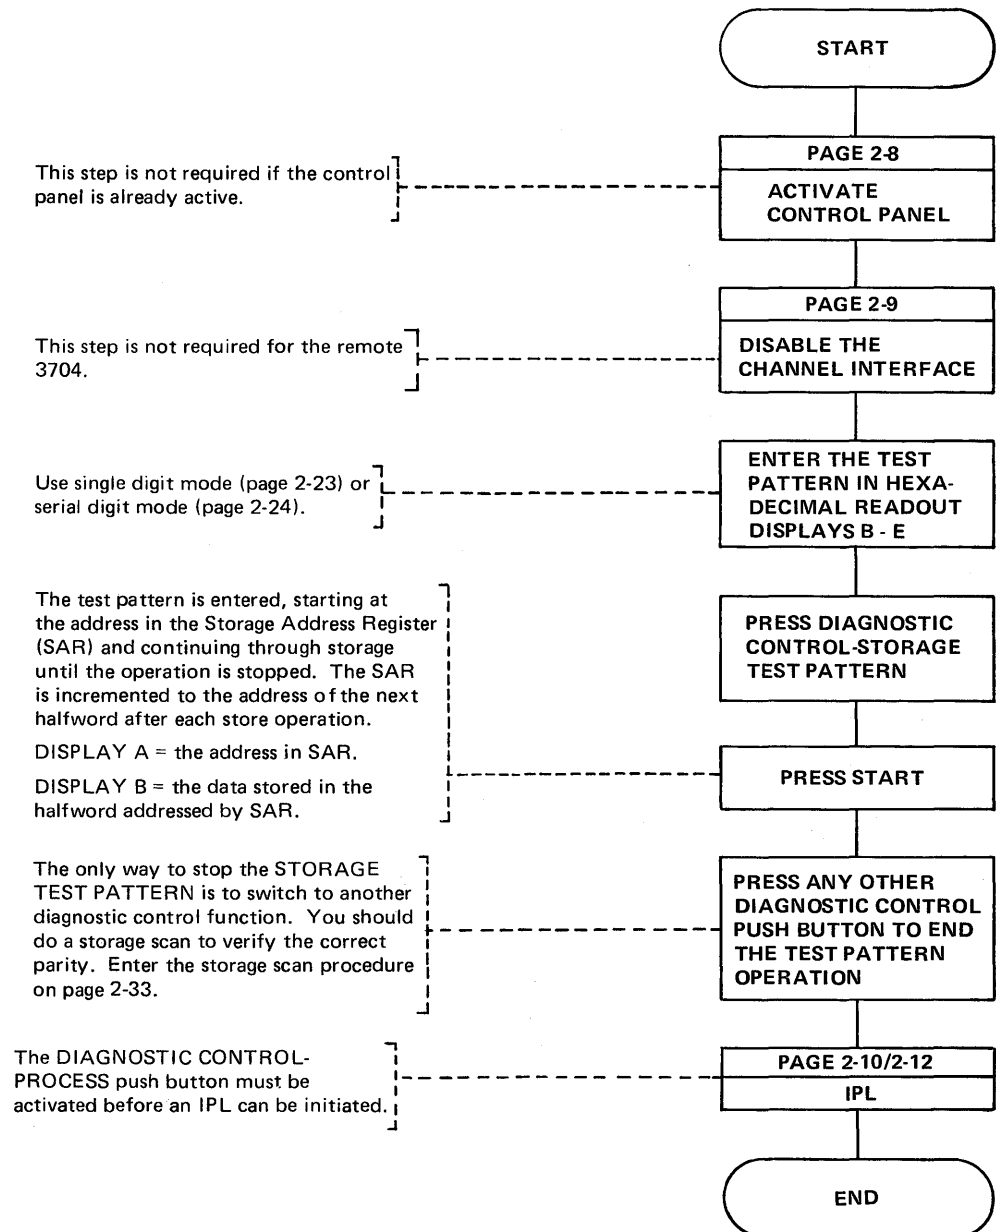 START
PAGE 2-8
This step is not required if the control
panel is already active.
ACTIVATE
CONTROL PANEL
PAGE 2-9
This step is not required for the remote
3704.
DISABLE THE
CHANNEL INTERFACE
Use single digit mode (page 2-23) or
serial digit mode (page 2-24).
ENTER THE TEST
PATTERN IN HEXA-
DECIMAL READOUT
DISPLAYS B - E
The test pattern is entered, starting at
the address in the Storage Address Register
(SAR) and continuing through storage
until the operation is stopped. The SAR
is incremented to the address of the next
halfword after each store operation.
DISPLAY A = the address in SAR.
DISPLAY B = the data stored in the
halfword addressed by SAR.
PRESS DIAGNOSTIC
CONTROL-STORAGE
TEST PATTERN
PRESS START
The only way to stop the STORAGE
TEST PATTERN is to switch to another
diagnostic control function. You should
do a storage scan to verify the correct
parity. Enter the storage scan procedure
on page 2-33.
PRESS ANY OTHER
DIAGNOSTIC CONTROL
PUSH BUTTON TO END
THE TEST PATTERN
OPERATION
The DIAGNOSTIC CONTROL-
PROCESS push button must be
activated before an IPL can be initiated.
PAGE 2-10/2-12
IPL
END